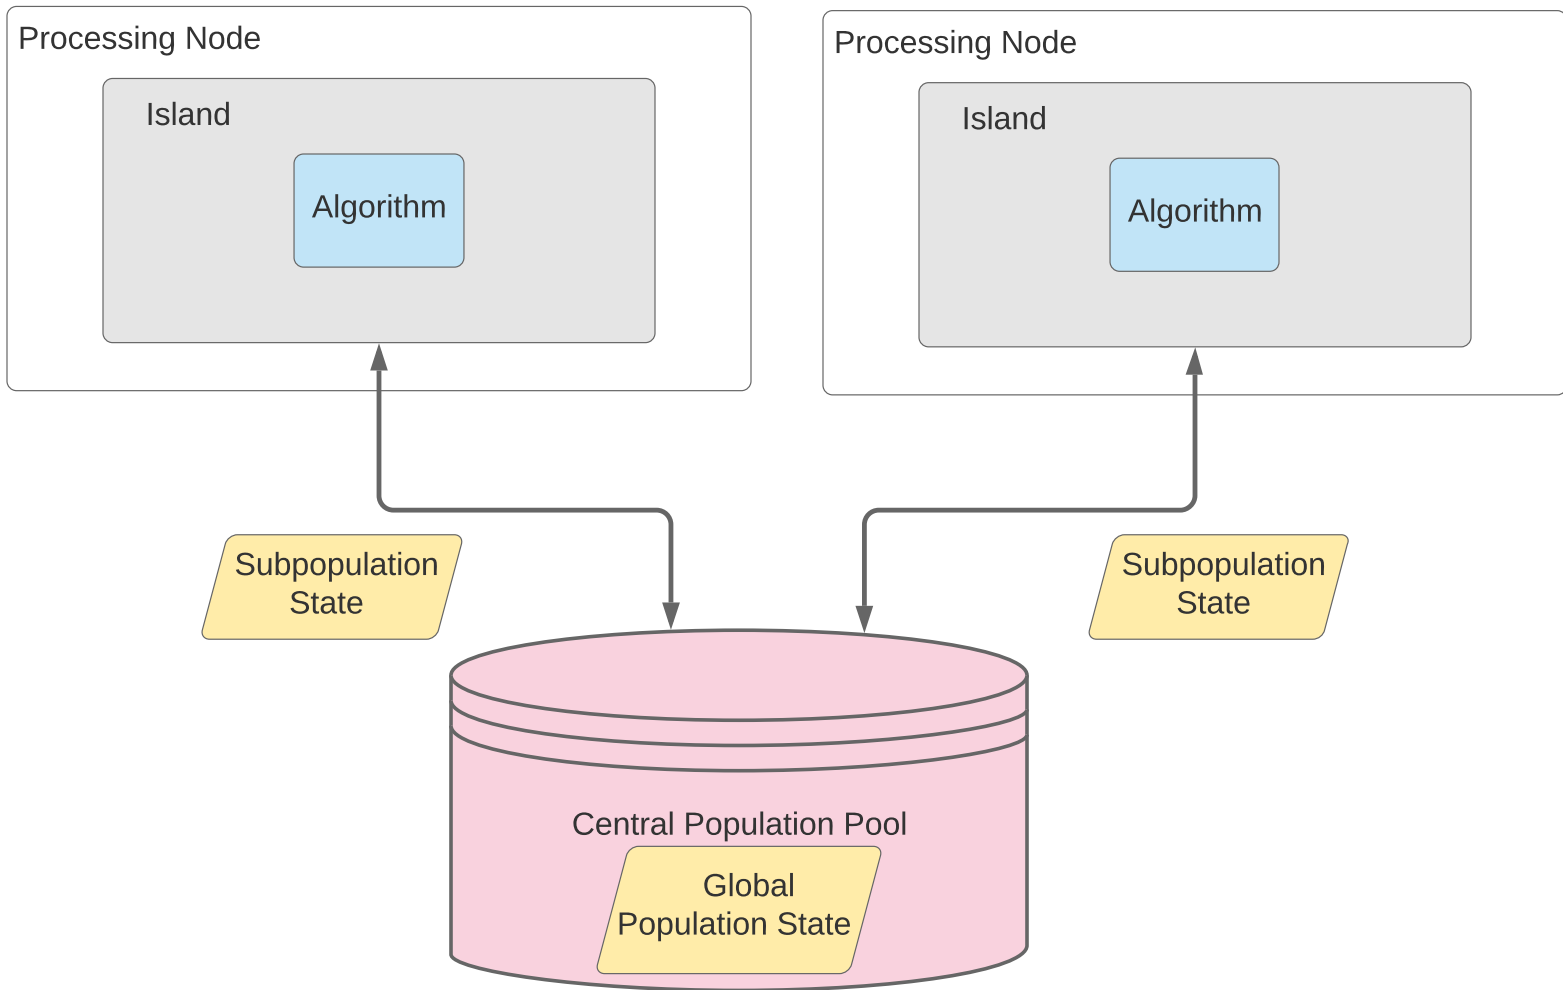 Processing Node
Processing Node
Island
Island
Algorithm
Algorithm
Subpopulation
State
Subpopulation
State
Central Population Pool
Global
Population State